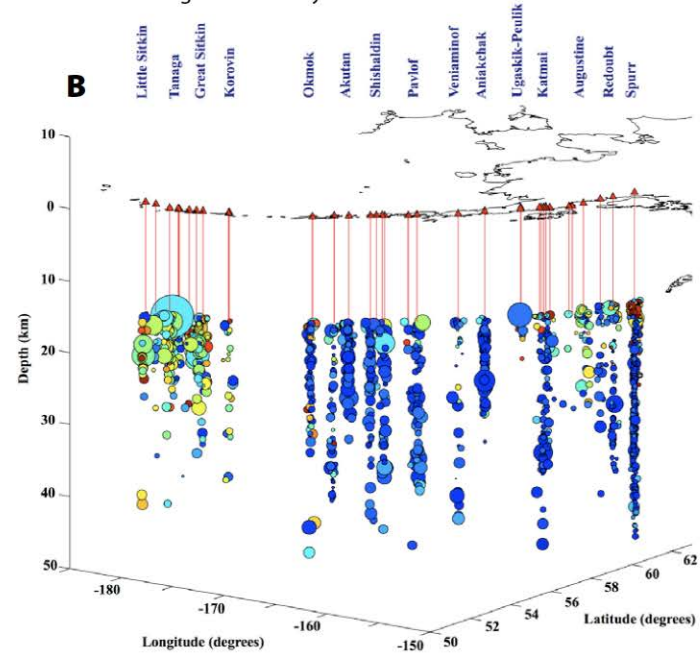 B
Little Sitkin
Tanaga
Great Sitkin
Korovin
Okmok
Akutan
Shishaldin
Pavlof
Veniaminof
Aniakchak
Ugaskik-Peulik
Katmai
Augustine
Redoubt
Spurr
10
0
10
20
30
40
50
Depth (km)
-180
-170
-160
-150
Longitude (degrees)
50
52
54
56
58
60
62
Latitude (degrees)